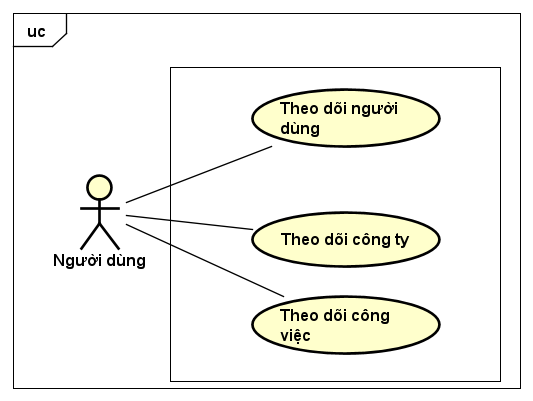 uc
Theo dõi người
dùng
Theo dõi công ty
Người dùng
Theo dõi công
việc